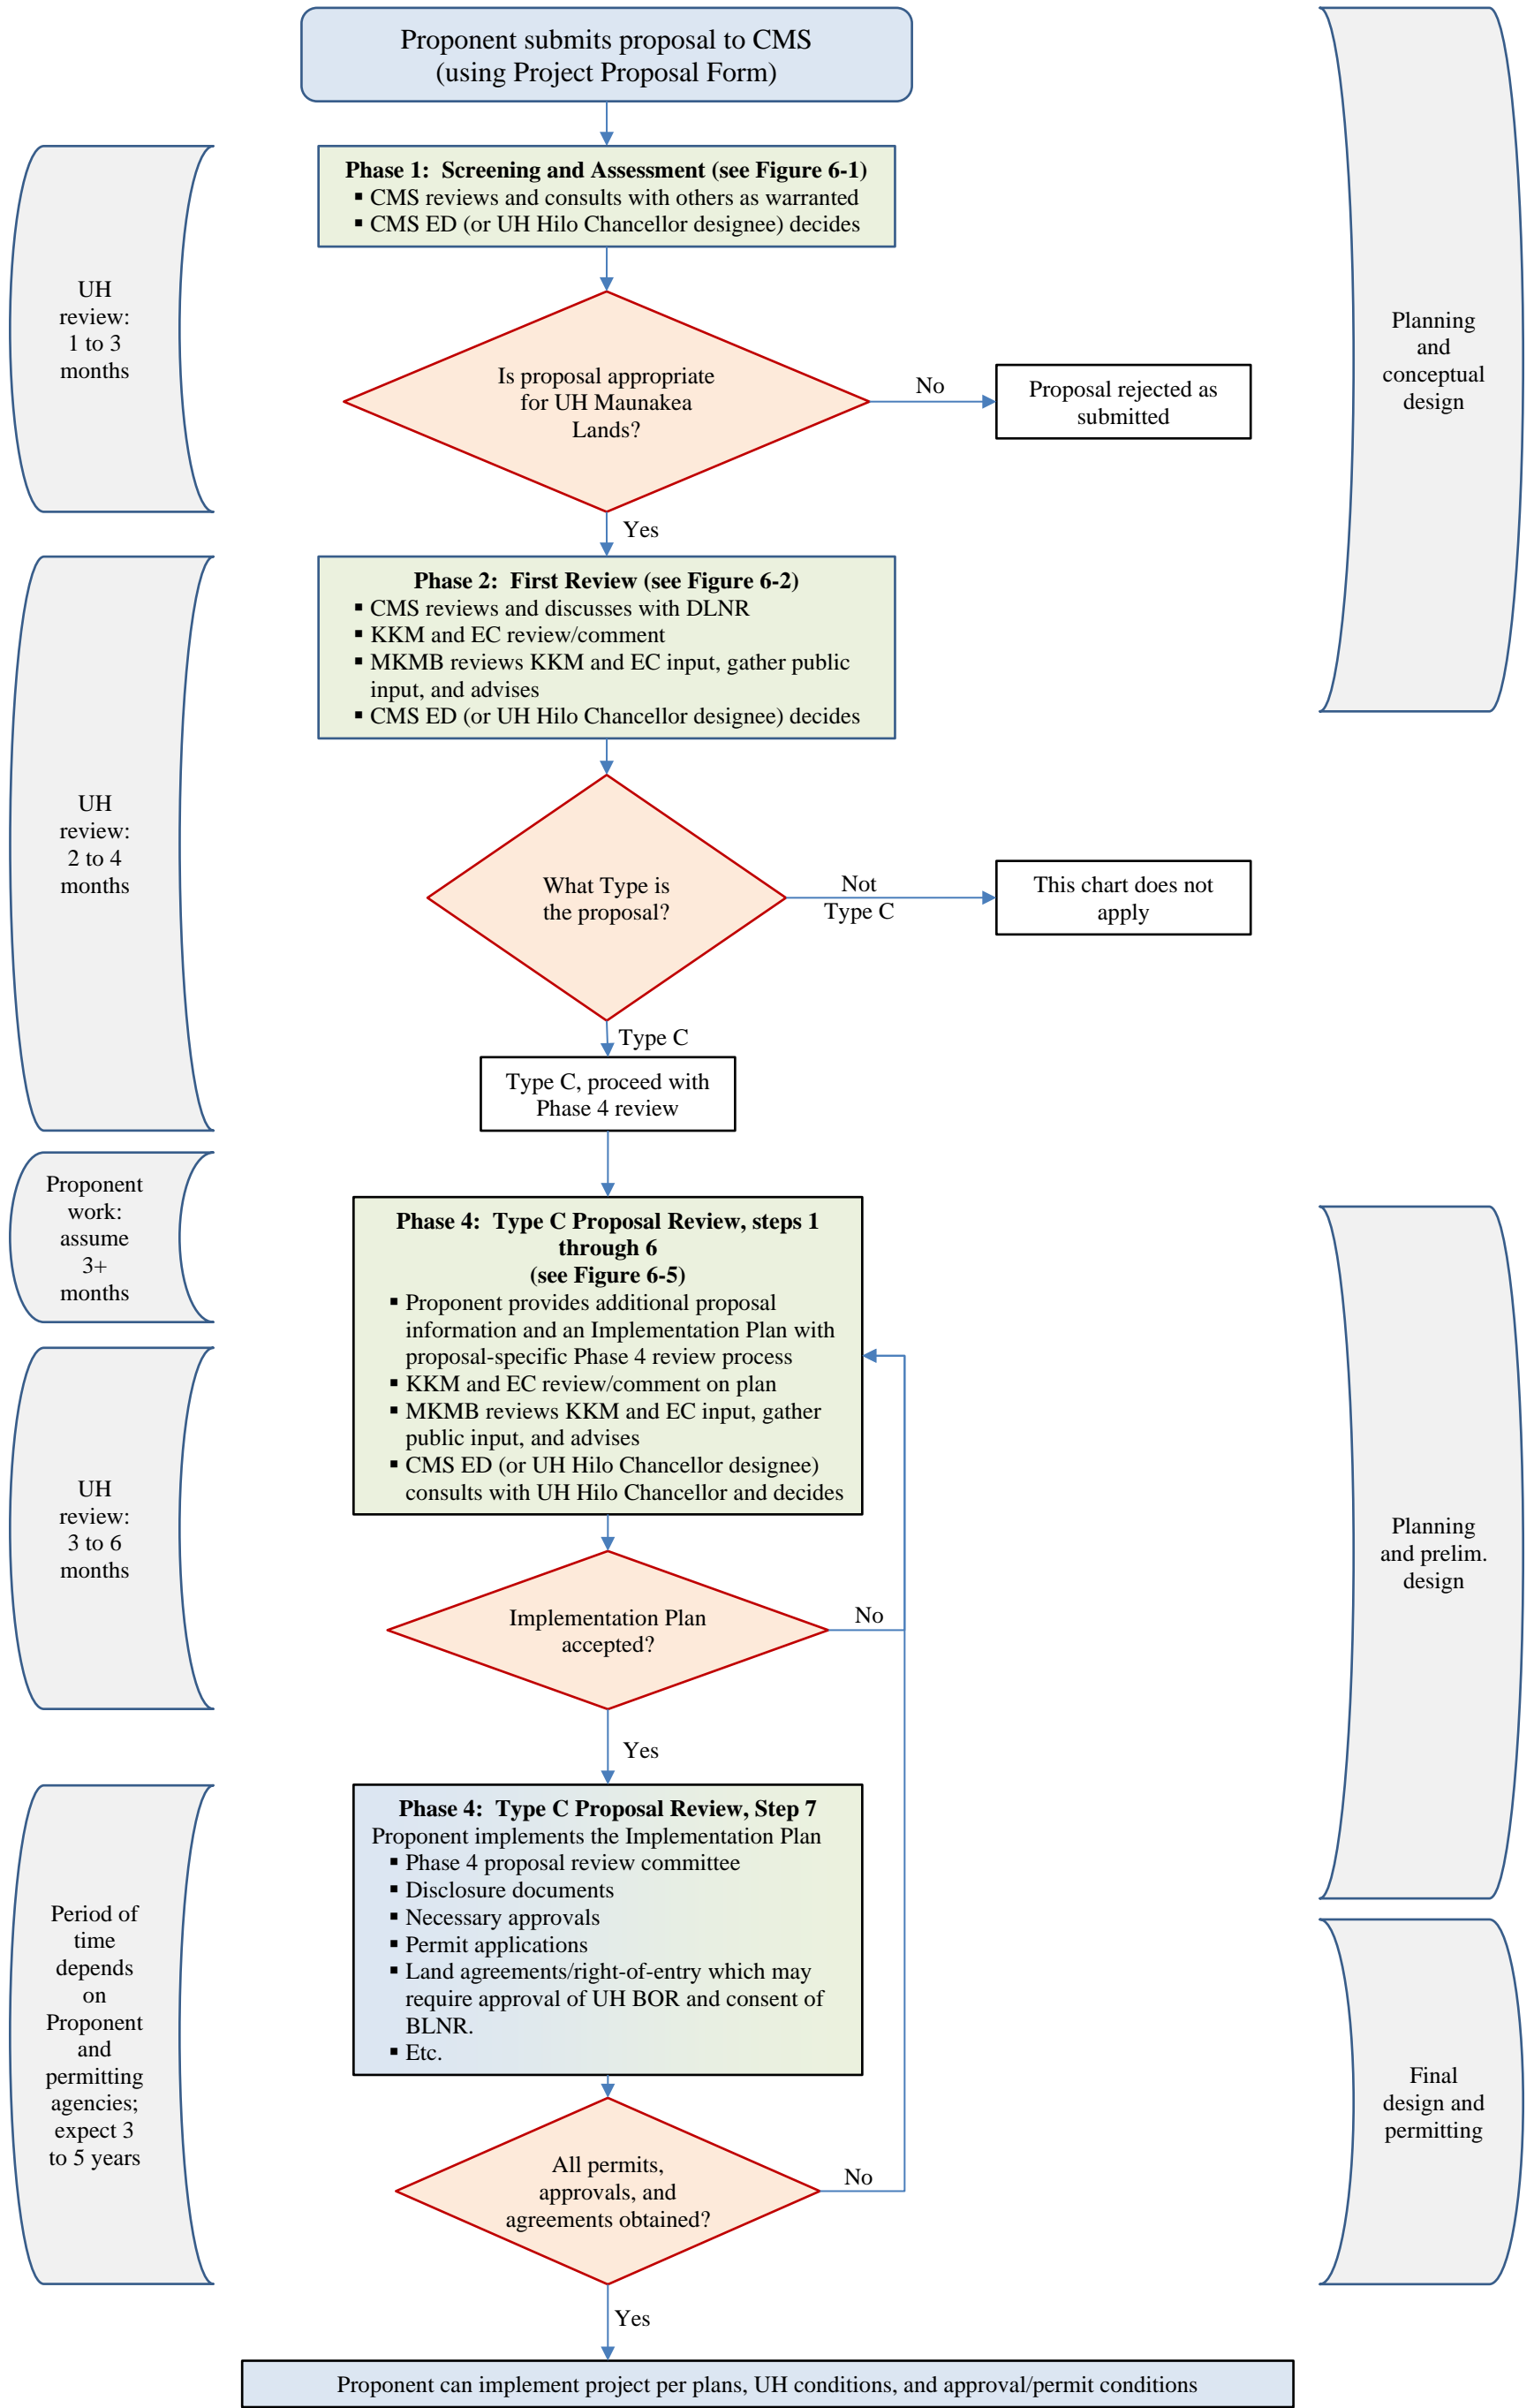 Proponent submits proposal to CMS
(using Project Proposal Form)
Phase 1: Screening and Assessment (see Figure 6-1)
▪ CMS reviews and consults with others as warranted
▪ CMS ED (or UH Hilo Chancellor designee) decides
UH
review:
1 to 3
months
Planning
and
conceptual
design
Is proposal appropriate
for UH Maunakea
Lands?
No
Proposal rejected as
submitted
Yes
Phase 2: First Review (see Figure 6-2)
▪ CMS reviews and discusses with DLNR
▪ KKM and EC review/comment
▪ MKMB reviews KKM and EC input, gather public
input, and advises
▪ CMS ED (or UH Hilo Chancellor designee) decides
UH
review:
2 to 4
months
What Type is
the proposal?
Not
Type C
This chart does not
apply
Type C
Type C, proceed with
Phase 4 review
Proponent
work:
assume
3+
months
Phase 4: Type C Proposal Review, steps 1
through 6
(see Figure 6-5)
▪ Proponent provides additional proposal
information and an Implementation Plan with
proposal-specific Phase 4 review process
▪ KKM and EC review/comment on plan
▪ MKMB reviews KKM and EC input, gather
public input, and advises
▪ CMS ED (or UH Hilo Chancellor designee)
consults with UH Hilo Chancellor and decides
UH
review:
3 to 6
months
Planning
and prelim.
design
Implementation Plan
accepted?
No
Yes
Phase 4: Type C Proposal Review, Step 7
Proponent implements the Implementation Plan
▪ Phase 4 proposal review committee
▪ Disclosure documents
▪ Necessary approvals
▪ Permit applications
▪ Land agreements/right-of-entry which may
require approval of UH BOR and consent of
BLNR.
▪ Etc.
Period of
time
depends
on
Proponent
and
permitting
agencies;
expect 3
to 5 years
Final
design and
permitting
All permits,
approvals, and
agreements obtained?
No
Yes
Proponent can implement project per plans, UH conditions, and approval/permit conditions